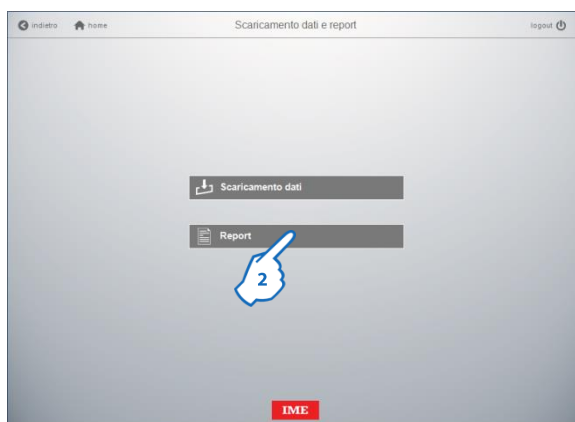 indietro home Scaricamento dati e report logout
Scaricamento dati
Report
2
IME